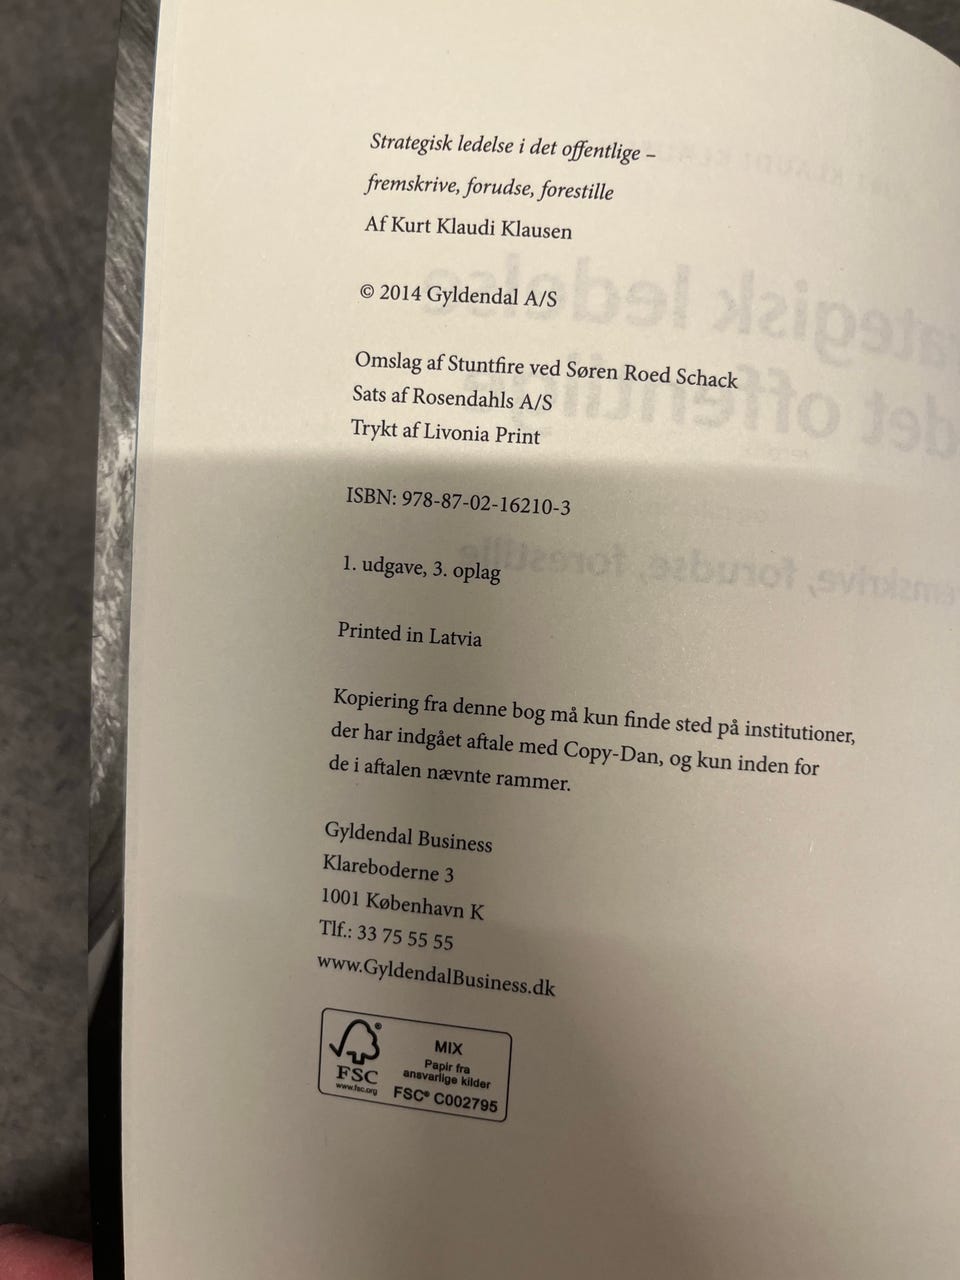 Strategisk ledelse i det offentlige –
fremskrive, forudse, forestille
Af Kurt Klaudi Klausen
© 2014 Gyldendal A/S
Omslag af Stuntfire ved Søren Roed Schack
Sats af Rosendahls A/S
Trykt af Livonia Print
ISBN: 978-87-02-16210-3
1. udgave, 3. oplag
Printed in Latvia
Kopiering fra denne bog må kun finde sted på institutioner,
der har indgået aftale med Copy-Dan, og kun inden for
de i aftalen nævnte rammer.
Gyldendal Business
Klareboderne 3
1001 København K
Tlf.: 33 75 55 55
www.GyldendalBusiness.dk
FSC
www.fsc.org
MIX
Papir fra
ansvarlige kilder
FSC® C002795